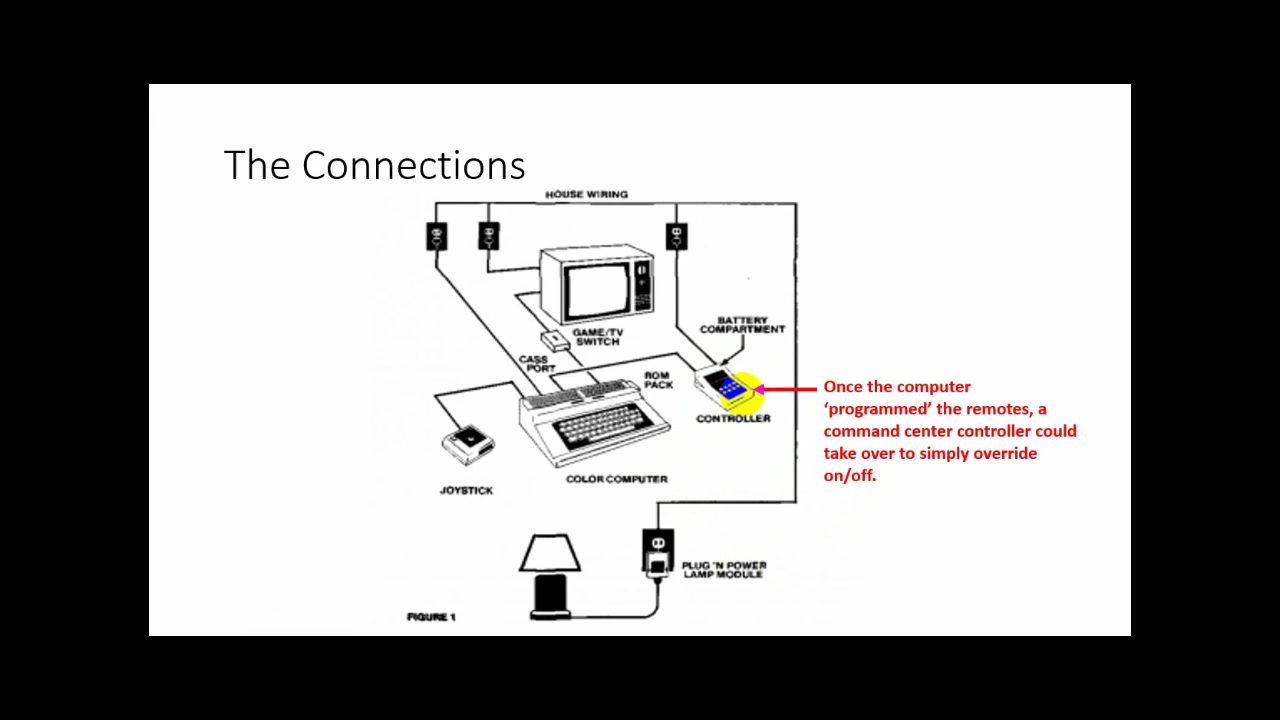 The Connections
HOUSE WIRING
BATTERY
COMPARTMENT
GAME/TV
SWITCH
CASS
PORT
ROM
PACK
CONTROLLER
Once the computer
‘programmed’ the remotes, a
command center controller could
take over to simply override
on/off.
COLOR COMPUTER
JOYSTICK
PLUG 'N POWER
LAMP MODULE
FIGURE 1